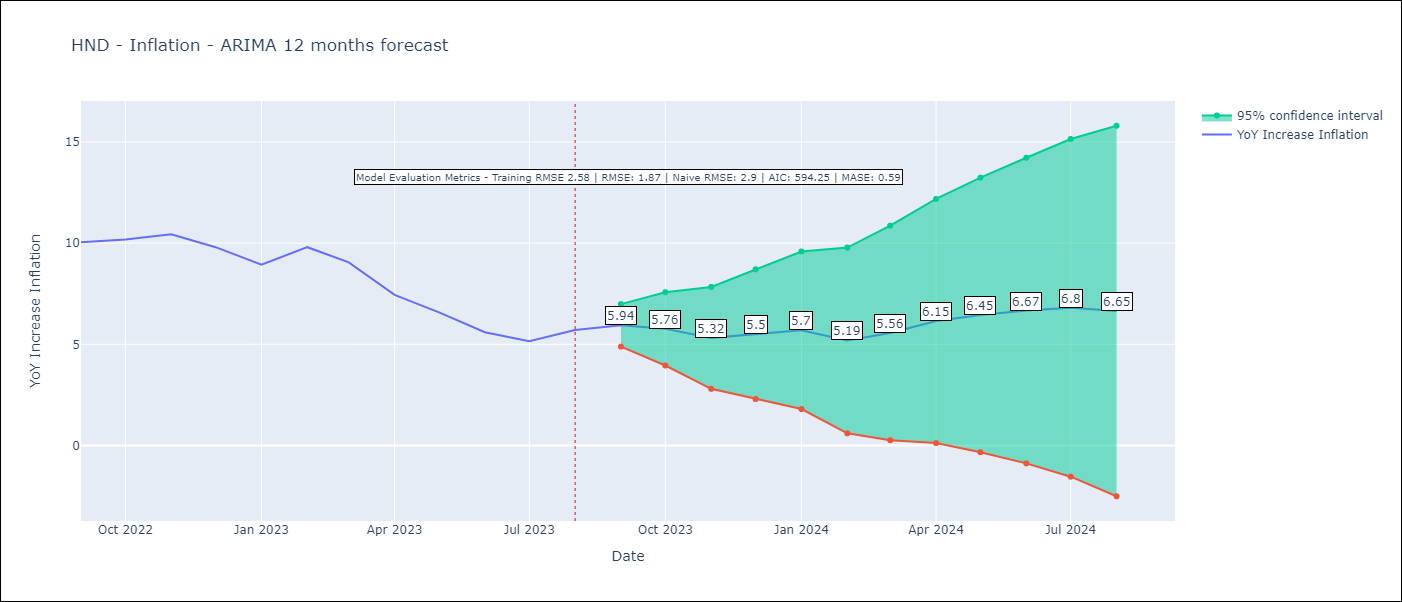 HND - Inflation - ARIMA 12 months forecast
95% confidence interval
YoY Increase Inflation
Model Evaluation Metrics - Training RMSE 2.58 | RMSE: 1.87 | Naive RMSE: 2.9 | AIC: 594.25 | MASE: 0.59
YoY Increase Inflation
15
10
5
0
5.94
5.76
5.32
5.5
5.7
5.19
5.56
6.15
6.45
6.67
6.8
6.65
Oct 2022
Jan 2023
Apr 2023
Jul 2023
Oct 2023
Jan 2024
Apr 2024
Jul 2024
Date